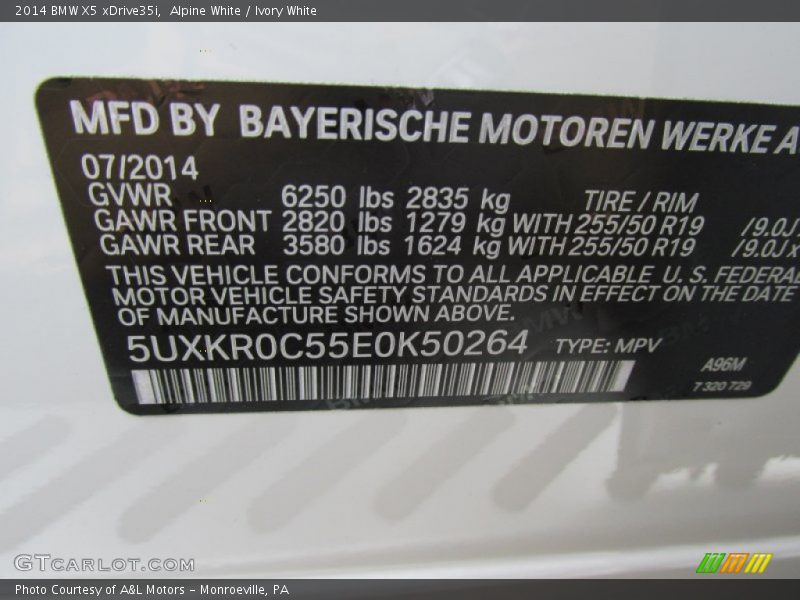 2014 BMW X5 xDrive35i, Alpine White / Ivory White
MFD BY BAYERISCHE MOTOREN WERKE A
07/2014
GVWR 6250 lbs 2835 kg TIRE / RIM
GAWR FRONT 2820 lbs 1279 kg WITH 255/50 R19 /9.0J
GAWR REAR 3580 lbs 1624 kg WITH 255/50 R19 /9.0J x
THIS VEHICLE CONFORMS TO ALL APPLICABLE U.S. FEDERAL
MOTOR VEHICLE SAFETY STANDARDS IN EFFECT ON THE DATE
OF MANUFACTURE SHOWN ABOVE.
5UXKR0C55E0K50264 TYPE: MPV
A96M
7 320 729
GTCARLOT.COM
Photo Courtesy of A&L Motors – Monroeville, PA